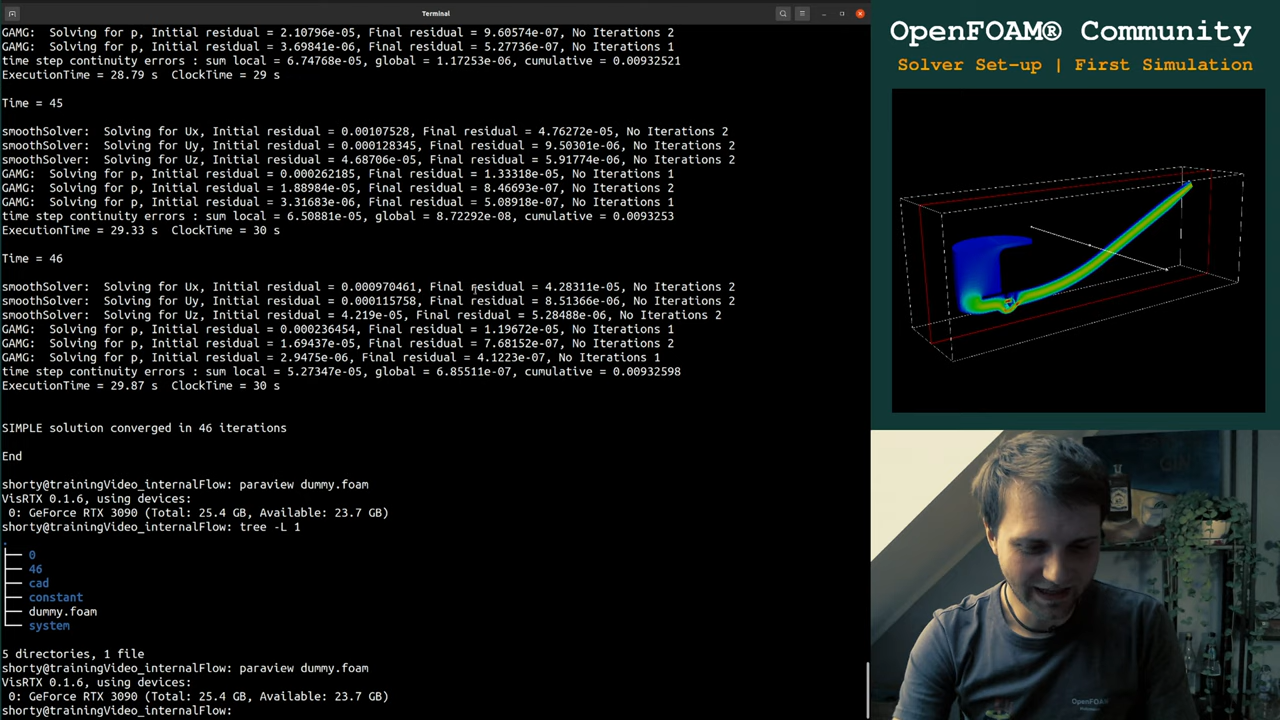 Terminal
GAMG:  Solving for p, Initial residual = 2.10796e-05, Final residual = 9.60574e-07, No Iterations 2
GAMG:  Solving for p, Initial residual = 3.69841e-06, Final residual = 5.27736e-07, No Iterations 1
time step continuity errors : sum local = 6.74768e-05, global = 1.17253e-06, cumulative = 0.00932521
ExecutionTime = 28.79 s  ClockTime = 29 s
Time = 45
smoothSolver:  Solving for Ux, Initial residual = 0.00107528, Final residual = 4.76272e-05, No Iterations 2
smoothSolver:  Solving for Uy, Initial residual = 0.000128345, Final residual = 9.50301e-06, No Iterations 2
smoothSolver:  Solving for Uz, Initial residual = 4.68706e-05, Final residual = 5.91774e-06, No Iterations 2
GAMG:  Solving for p, Initial residual = 0.000262185, Final residual = 1.33318e-05, No Iterations 1
GAMG:  Solving for p, Initial residual = 1.88984e-05, Final residual = 8.46693e-07, No Iterations 2
GAMG:  Solving for p, Initial residual = 3.31683e-06, Final residual = 5.08918e-07, No Iterations 1
time step continuity errors : sum local = 6.50881e-05, global = 8.72292e-08, cumulative = 0.0093253
ExecutionTime = 29.33 s  ClockTime = 30 s
Time = 46
smoothSolver:  Solving for Ux, Initial residual = 0.000970461, Final residual = 4.28311e-05, No Iterations 2
smoothSolver:  Solving for Uy, Initial residual = 0.000115758, Final residual = 8.51366e-06, No Iterations 2
smoothSolver:  Solving for Uz, Initial residual = 4.219e-05, Final residual = 5.28488e-06, No Iterations 2
GAMG:  Solving for p, Initial residual = 0.000236454, Final residual = 1.19672e-05, No Iterations 1
GAMG:  Solving for p, Initial residual = 1.69437e-05, Final residual = 7.68152e-07, No Iterations 2
GAMG:  Solving for p, Initial residual = 2.9475e-06, Final residual = 4.1223e-07, No Iterations 1
time step continuity errors : sum local = 5.27347e-05, global = 6.85511e-07, cumulative = 0.00932598
ExecutionTime = 29.87 s  ClockTime = 30 s
SIMPLE solution converged in 46 iterations
End
shorty@trainingVideo_internalFlow: paraview dummy.foam
VisRTX 0.1.6, using devices:
 0: GeForce RTX 3090 (Total: 25.4 GB, Available: 23.7 GB)
shorty@trainingVideo_internalFlow: tree -L 1
.
├── 0
├── 46
├── cad
├── constant
├── dummy.foam
└── system
5 directories, 1 file
shorty@trainingVideo_internalFlow: paraview dummy.foam
VisRTX 0.1.6, using devices:
 0: GeForce RTX 3090 (Total: 25.4 GB, Available: 23.7 GB)
shorty@trainingVideo_internalFlow:
OpenFOAM® Community
Solver Set-up | First Simulation
GIN
OpenFOAM